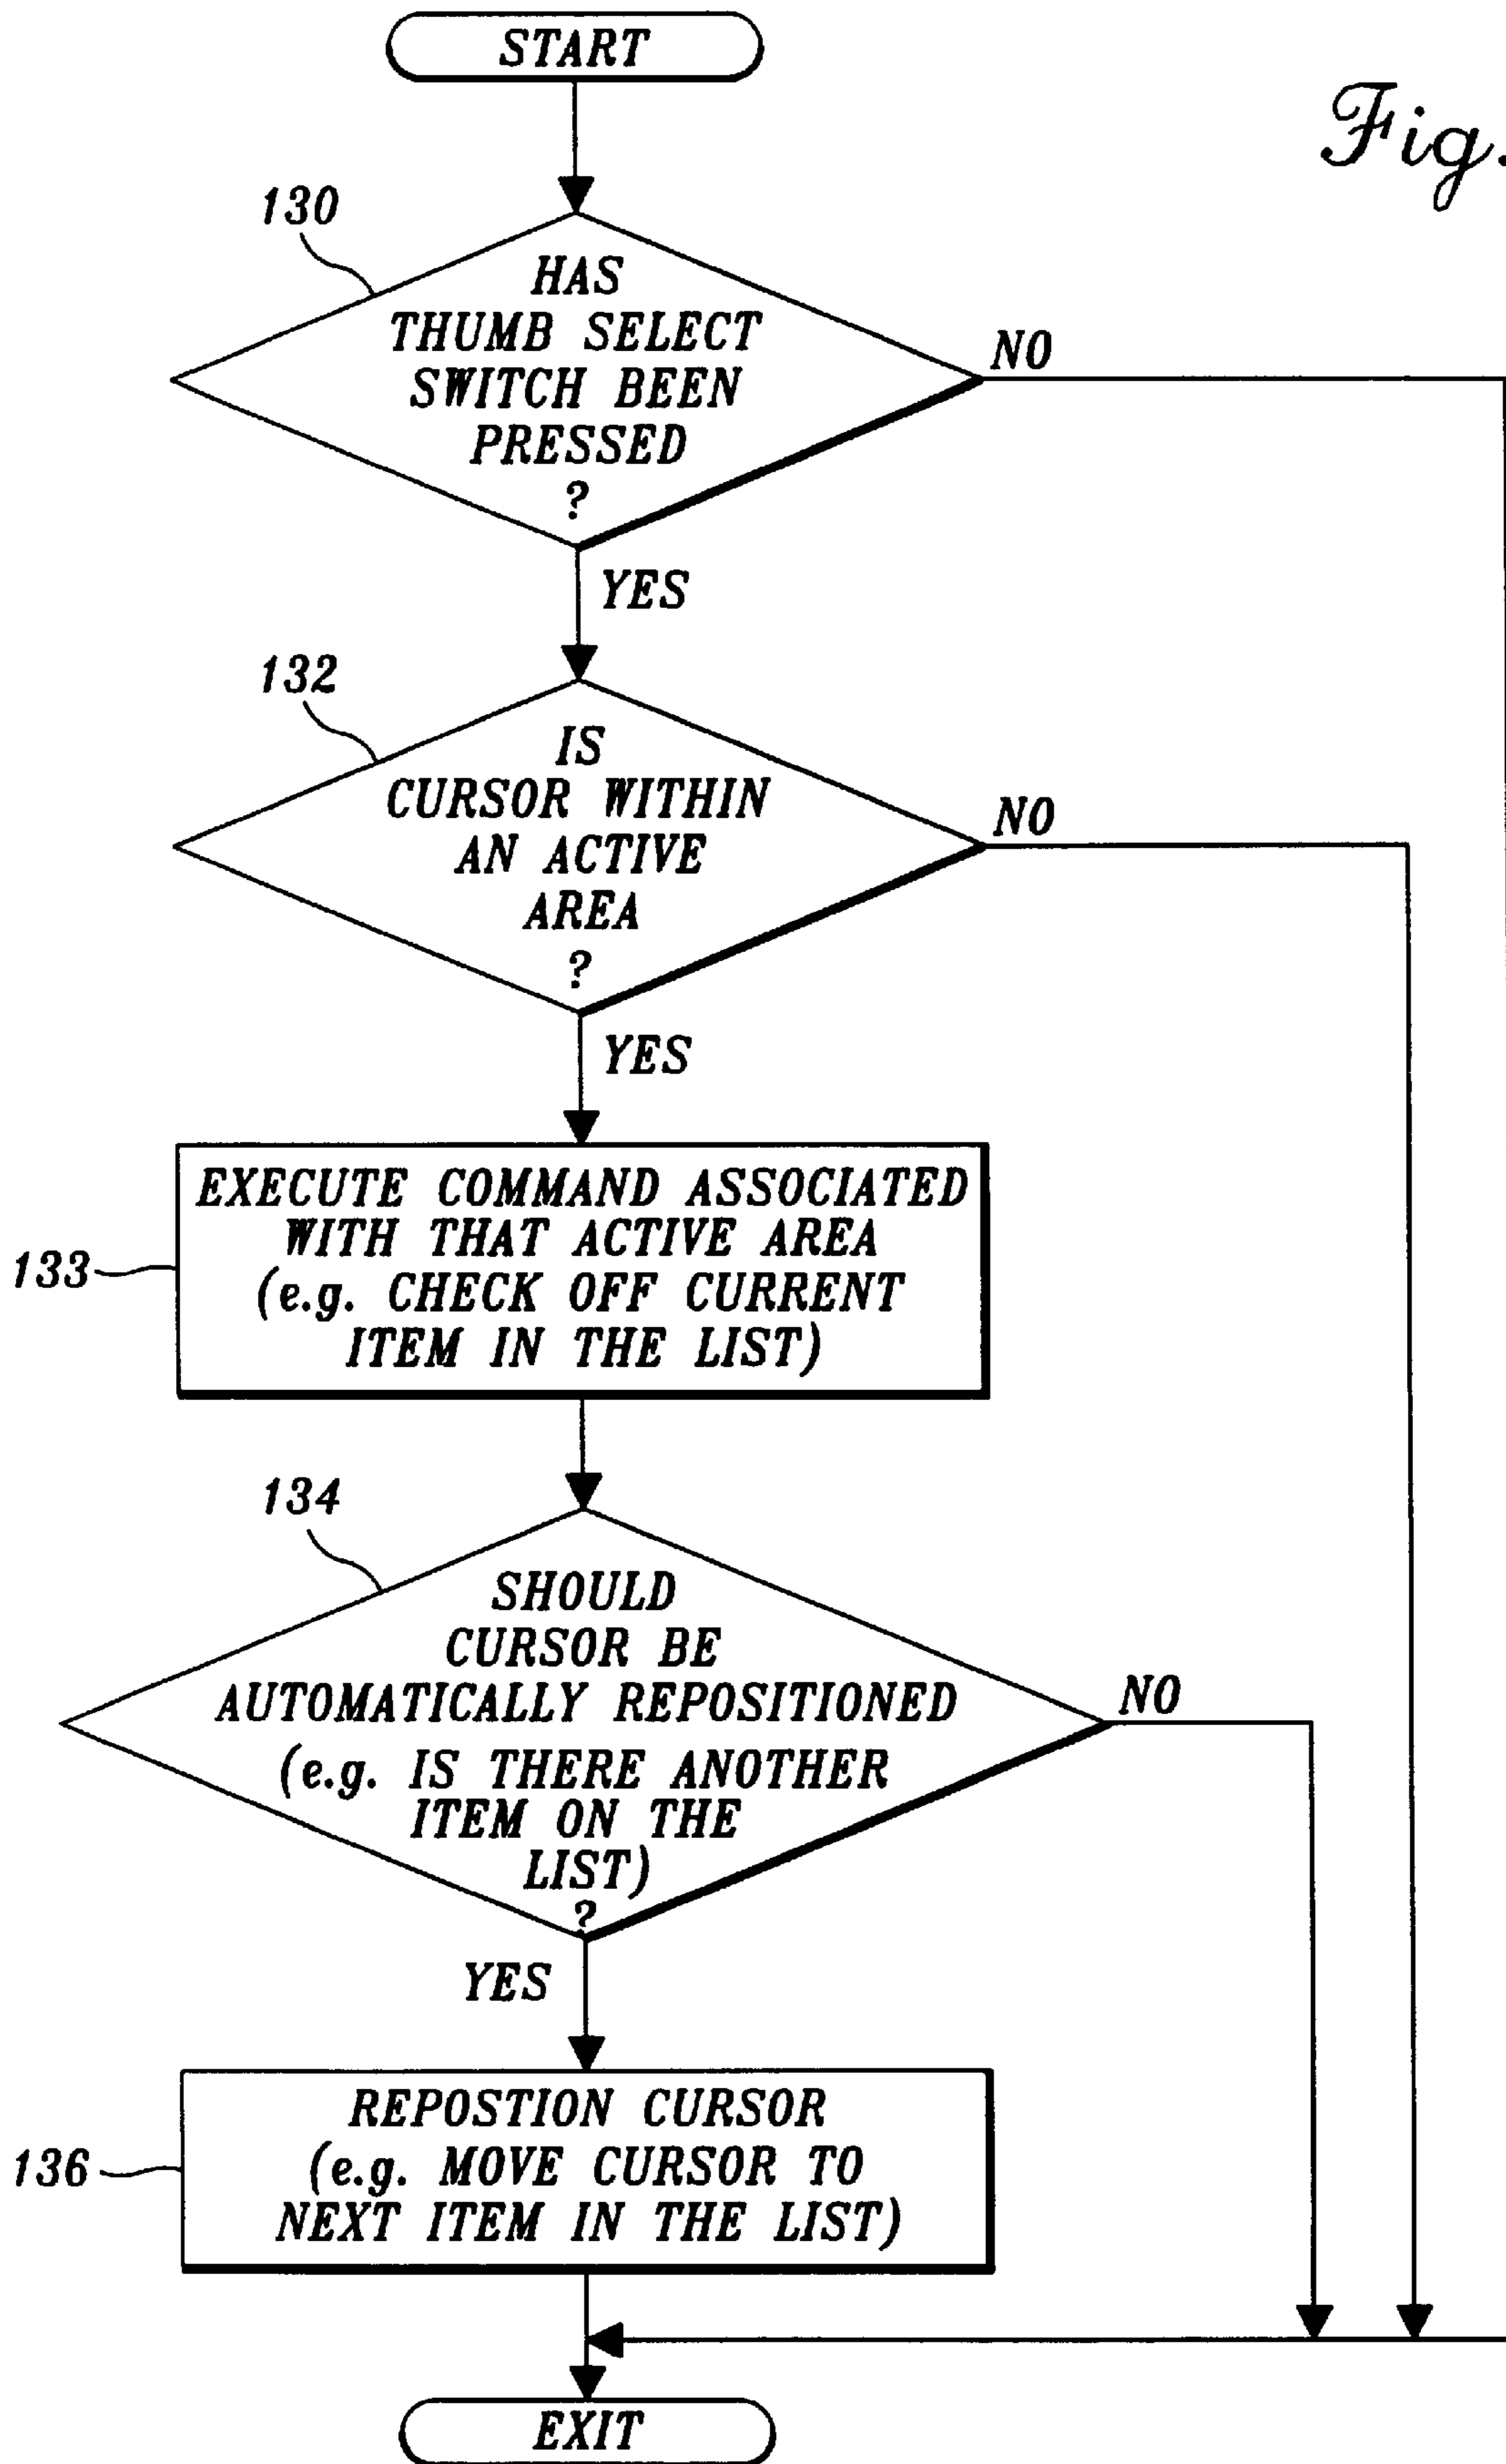 START
Fig.
130
HAS
THUMB SELECT
SWITCH BEEN
PRESSED
?
NO
YES
132
IS
CURSOR WITHIN
AN ACTIVE
AREA
?
NO
YES
133
EXECUTE COMMAND ASSOCIATED
WITH THAT ACTIVE AREA
(e.g. CHECK OFF CURRENT
ITEM IN THE LIST)
134
SHOULD
CURSOR BE
AUTOMATICALLY REPOSITIONED
(e.g. IS THERE ANOTHER
ITEM ON THE
LIST)
?
NO
YES
136
REPOSTION CURSOR
(e.g. MOVE CURSOR TO
NEXT ITEM IN THE LIST)
EXIT